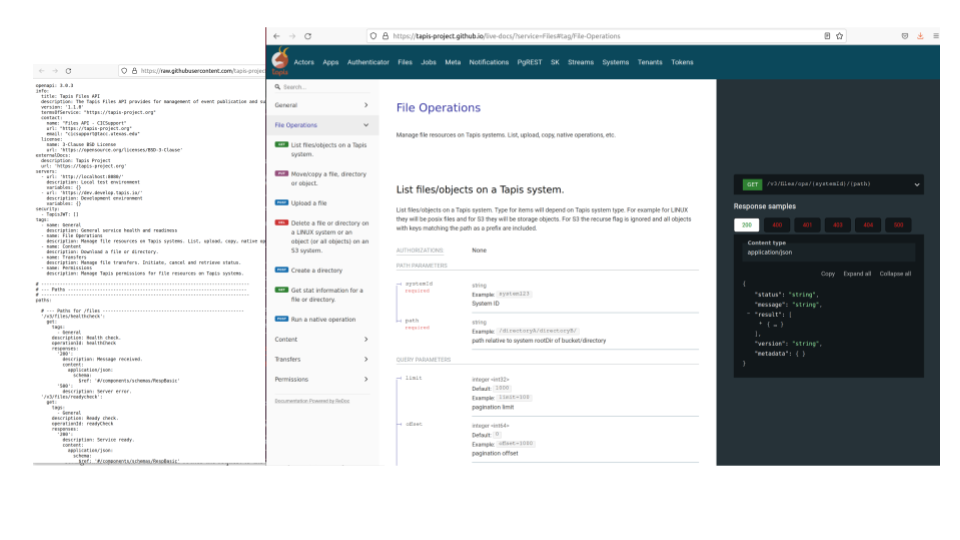 https://raw.githubusercontent.com/tapis-project
openapi: 3.0.3
info:
title: Tapis Files API
description: The Tapis Files API provides for management of event publication and su
version: '1.1.0'
termsOfService: "https://tapis-project.org"
contact:
name: "Files API - CICSupport"
url: "https://tapis-project.org"
email: "cicsupport@tacc.utexas.edu"
license:
name: 3-Clause BSD License
url: "https://opensource.org/licenses/BSD-3-Clause"
externalDocs:
description: Tapis Project
url: 'https://tapis-project.org'
servers:
- url: 'http://localhost:8080/'
description: Local test environment
variables: {}
- url: 'https://dev.develop.tapis.io/'
description: Development environment
variables: {}
security:
- TapisJWT: []
tags:
- name: General
description: General service health and readiness
- name: File Operations
description: Manage file resources on Tapis systems. List, upload, copy, native op
- name: Content
description: Download a file or directory.
- name: Transfers
description: Manage file transfers. Initiate, cancel and retrieve status.
- name: Permissions
description: Manage Tapis permissions for file resources on Tapis systems.
# --- Paths ---
paths:
# --- Paths for /files ---
'/v3/files/healthcheck':
get:
tags:
- General
description: Health check.
operationId: healthCheck
responses:
'200':
description: Message received.
content:
application/json:
schema:
$ref: '#/components/schemas/RespBasic'
'500':
description: Server error.
'/v3/files/readycheck':
get:
tags:
- General
description: Ready check.
operationId: readyCheck
responses:
'200':
description: Service ready.
content:
application/json:
schema:
$ref: '#/components/schemas/RespBasic'
https://tapis-project.github.io/live-docs/?service=Files#tag/File-Operations
Tapis
Actors Apps Authenticator Files Jobs Meta Notifications PgREST SK Streams Systems Tenants Tokens
Search...
General
File Operations
GET List files/objects on a Tapis system.
Move/copy a file, directory or object.
Upload a file
Delete a file or directory on a LINUX system or an object (or all objects) on an S3 system.
Create a directory
GET Get stat information for a file or directory.
Run a native operation
Content
Transfers
Permissions
Documentation Powered by ReDoc
File Operations
Manage file resources on Tapis systems. List, upload, copy, native operations, etc.
List files/objects on a Tapis system.
List files/objects on a Tapis system. Type for items will depend on Tapis system type. For example for LINUX
they will be posix files and for S3 they will be storage objects. For S3 the recurse flag is ignored and all objects
with keys matching the path as a prefix are included.
AUTHORIZATIONS: None
PATH PARAMETERS
systemId
required
string
Example: system123
System ID
path
required
string
Example: /directoryA/directoryB/
path relative to system rootDir of bucket/directory
QUERY PARAMETERS
limit
integer <int32>
Default: 1000
Example: limit=100
pagination limit
offset
integer <int64>
Default: 0
Example: offset=1000
pagination offset
GET /v3/files/ops/{systemId}/{path}
Response samples
200 400 401 403 404 500
Content type
application/json
Copy Expand all Collapse all
{
"status": "string",
"message": "string",
- "result": [
+ { … }
],
"version": "string",
"metadata": { }
}